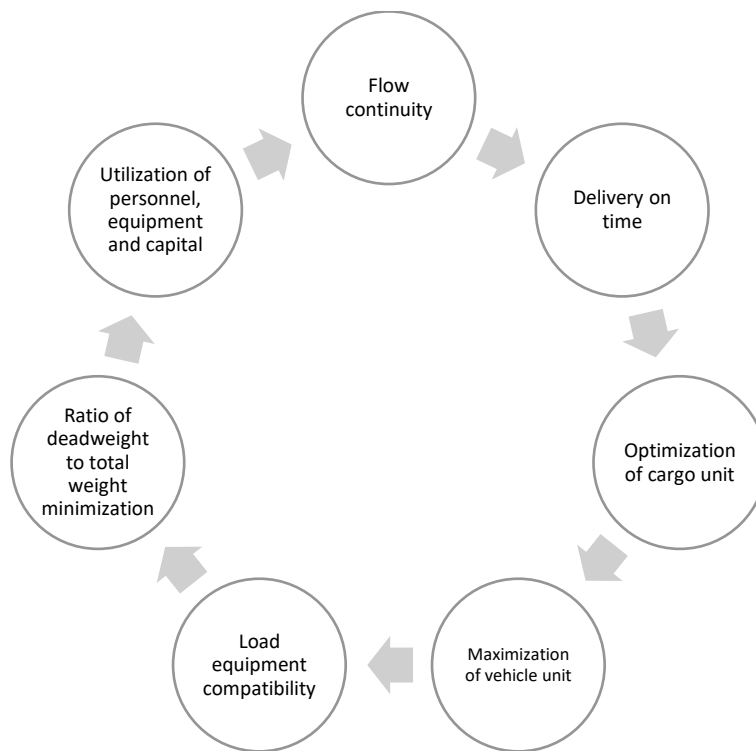 Flow
continuity
Delivery on
time
Optimization
of cargo unit
Maximization
of vehicle unit
Load
equipment
compatibility
Ratio of
deadweight
to total
weight
minimization
Utilization of
personnel,
equipment
and capital